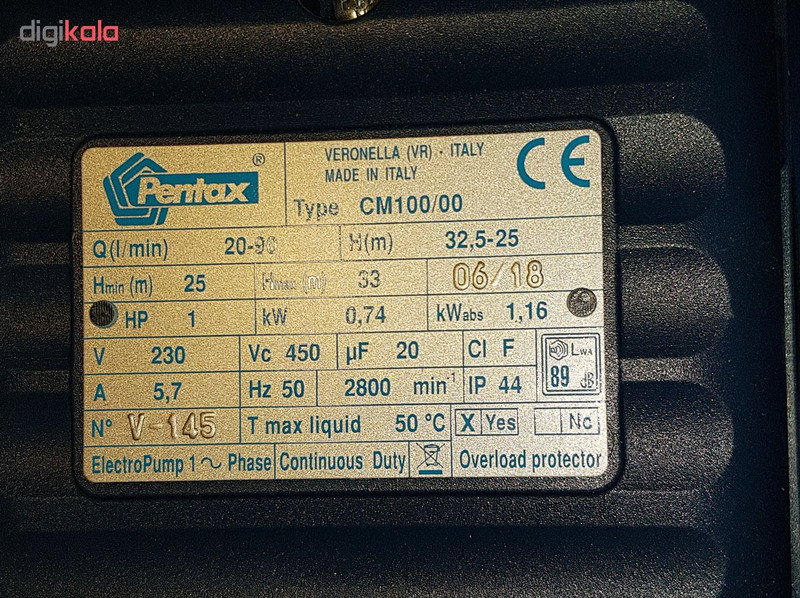 digikala
Pentax ®
VERONELLA (VR) - ITALY
MADE IN ITALY
Type CM100/00
CE
Q(l/min) 20-90 H(m) 32,5-25
Hmin (m) 25 Hmax (m) 33 06/18
HP 1 kW 0,74 kWabs 1,16
V 230 Vc 450 µF 20 Cl F LWA
A 5,7 Hz 50 2800 min-1 IP 44 89 dB
N° V-145 T max liquid 50 °C X Yes
ElectroPump 1 ~ Phase Continuous Duty Overload protector